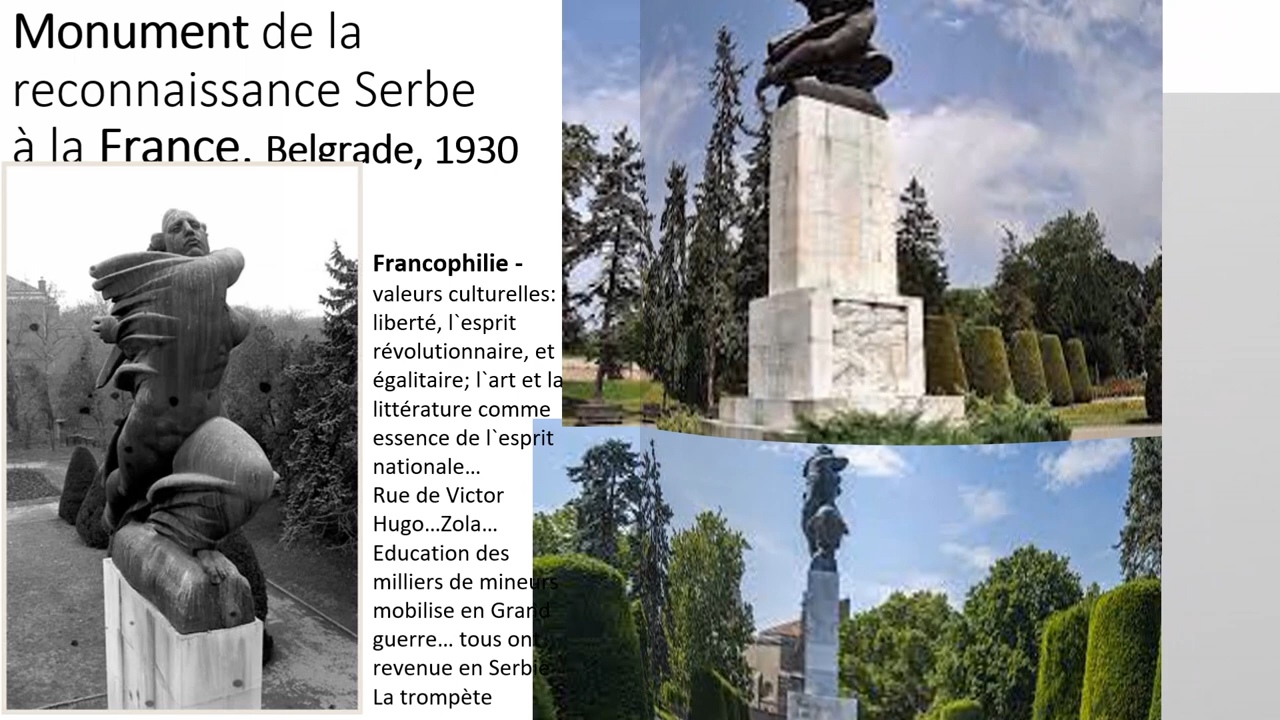 Monument de la
reconnaissance Serbe
à la France. Belgrade, 1930
Francophilie -
valeurs culturelles:
liberté, l`esprit
révolutionnaire, et
égalitaire; l`art et la
littérature comme
essence de l`esprit
nationale…
Rue de Victor
Hugo…Zola…
Education des
milliers de mineurs
mobilise en Grand
guerre… tous ont
revenue en Serbie
La trompète